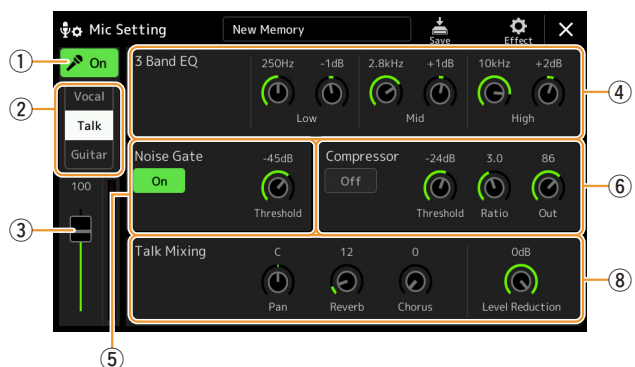 Mic Setting
New Memory
Save
Effect
1
On
2
Vocal
Talk
Guitar
100
3
3 Band EQ
250Hz -1dB 2.8kHz +1dB 10kHz +2dB
Low Mid High
4
Noise Gate
On
-45dB
Threshold
5
Compressor
Off
-24dB 3.0 86
Threshold Ratio Out
6
Talk Mixing
C 12 0 0dB
Pan Reverb Chorus Level Reduction
8